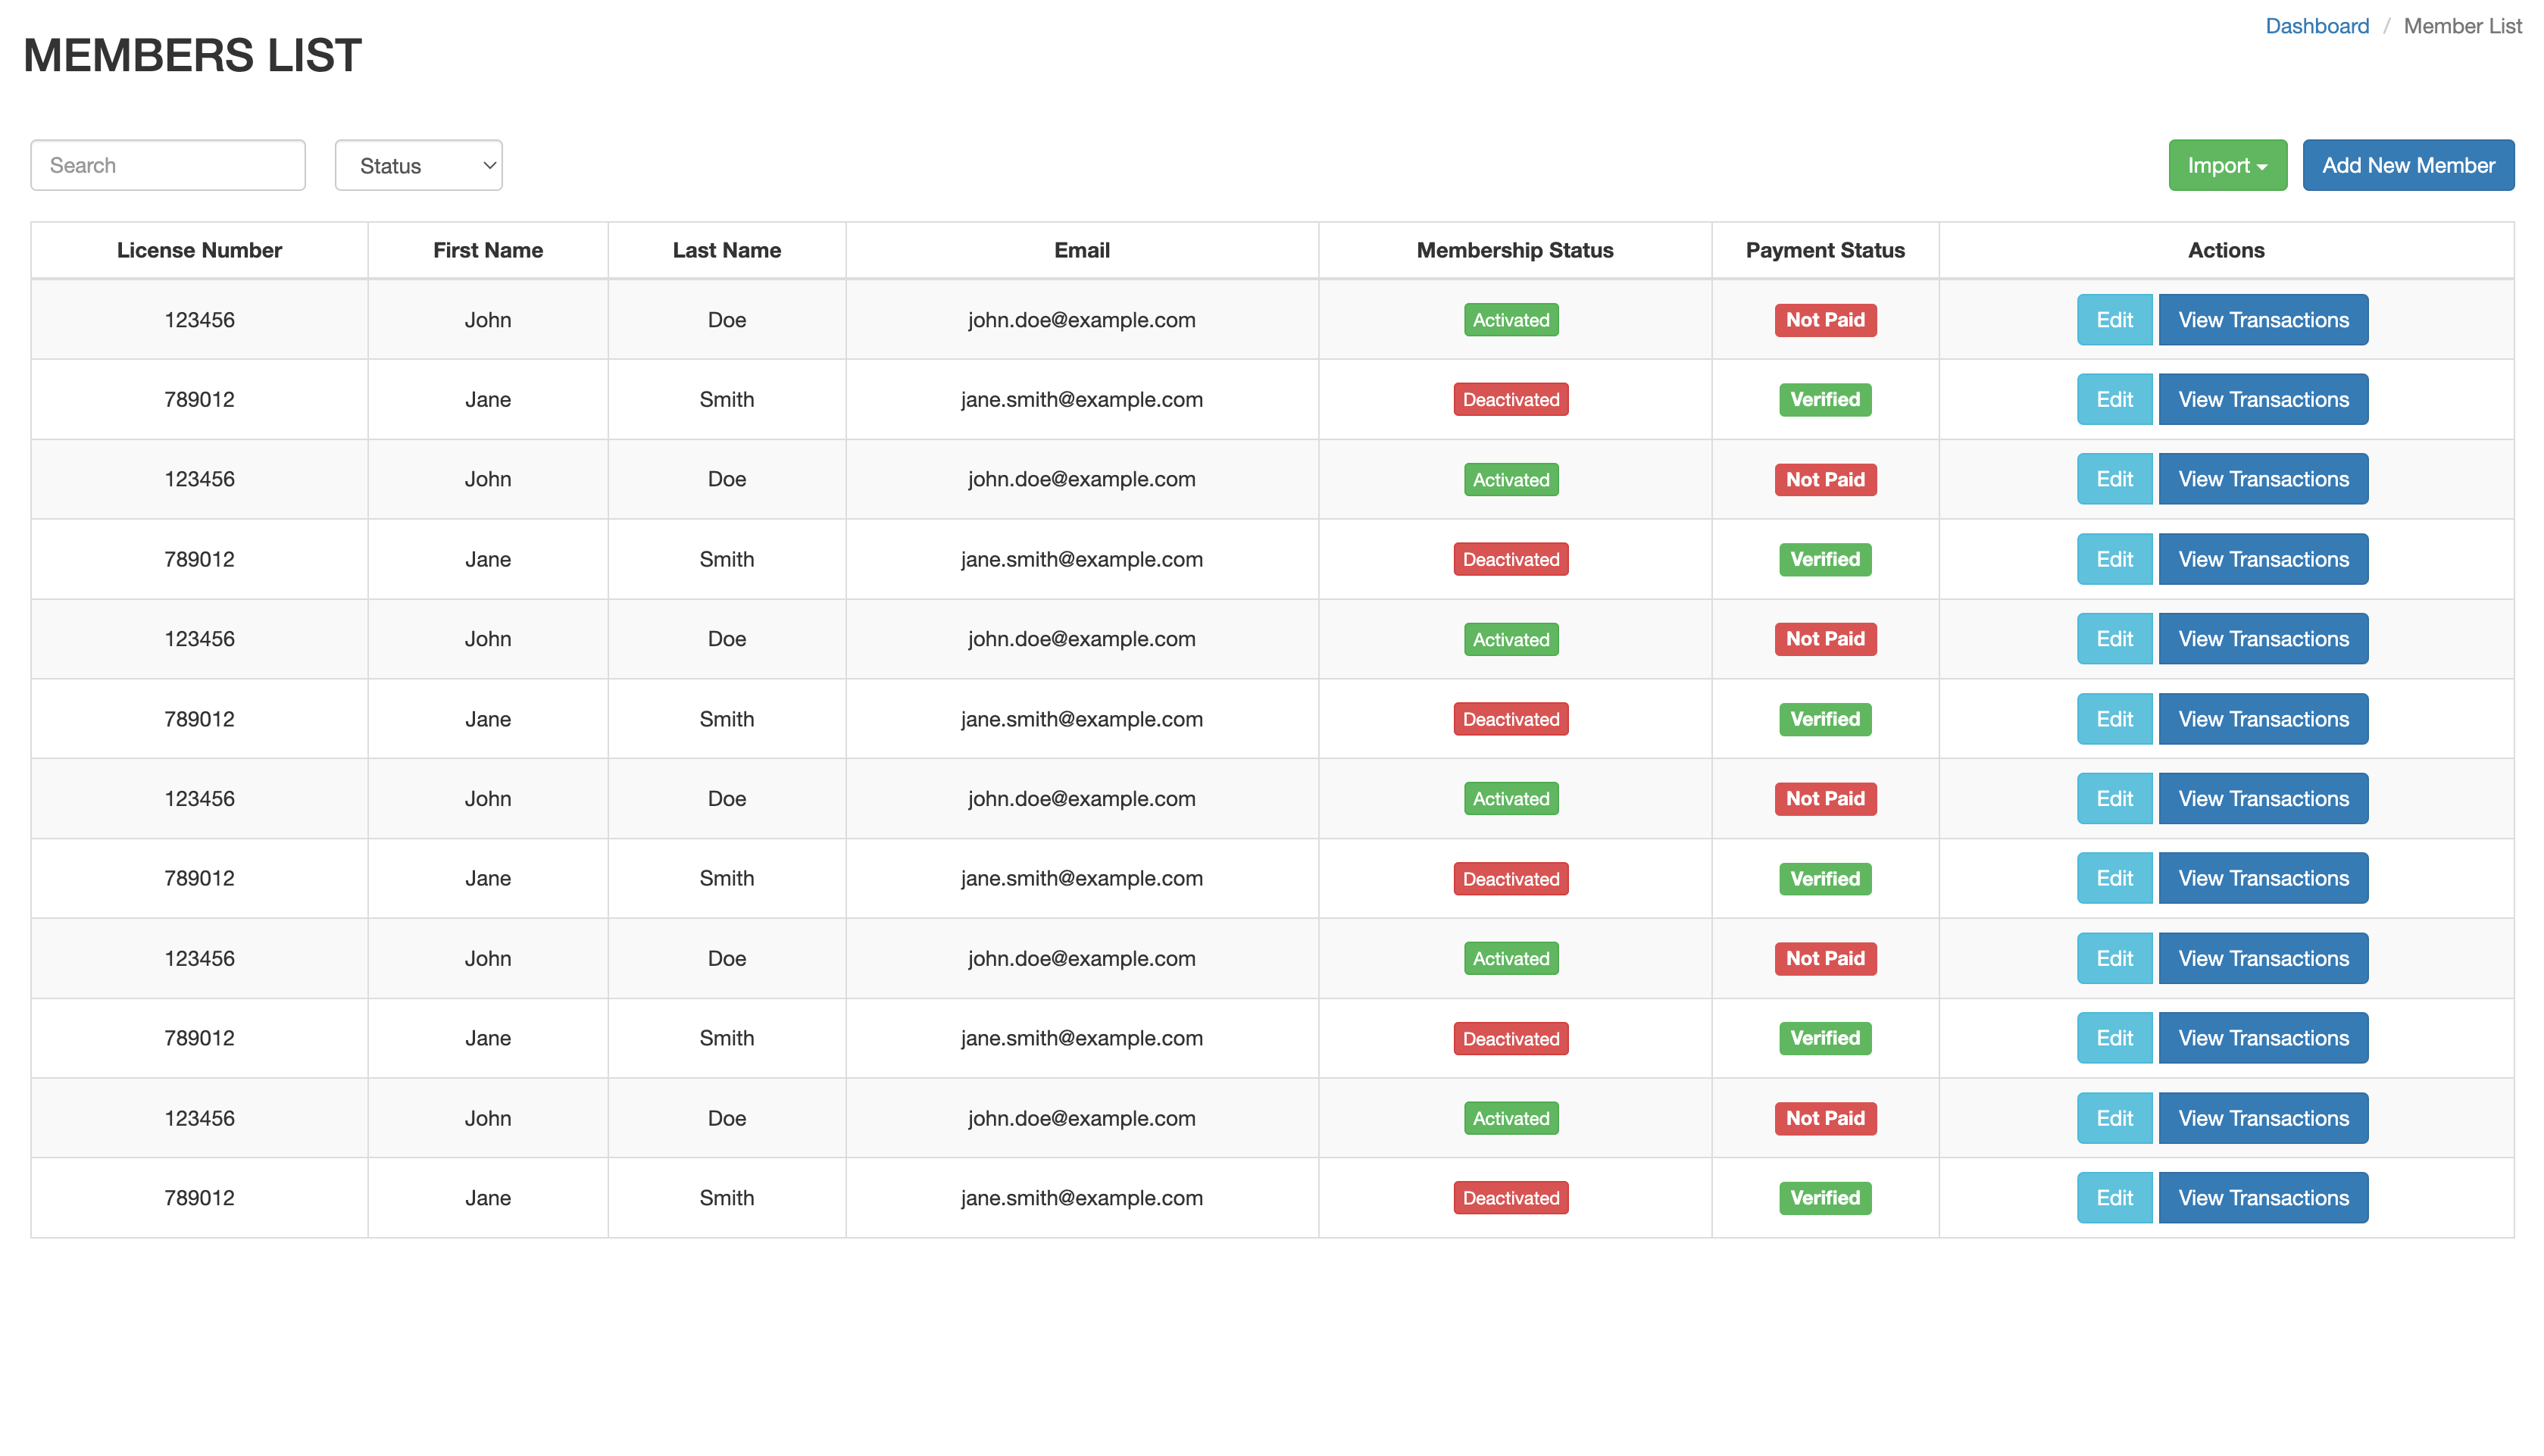 Dashboard / Member List
MEMBERS LIST
Search Status Import Add New Member
License Number First Name Last Name Email Membership Status Payment Status Actions
123456 John Doe john.doe@example.com Activated Not Paid Edit View Transactions
789012 Jane Smith jane.smith@example.com Deactivated Verified Edit View Transactions
123456 John Doe john.doe@example.com Activated Not Paid Edit View Transactions
789012 Jane Smith jane.smith@example.com Deactivated Verified Edit View Transactions
123456 John Doe john.doe@example.com Activated Not Paid Edit View Transactions
789012 Jane Smith jane.smith@example.com Deactivated Verified Edit View Transactions
123456 John Doe john.doe@example.com Activated Not Paid Edit View Transactions
789012 Jane Smith jane.smith@example.com Deactivated Verified Edit View Transactions
123456 John Doe john.doe@example.com Activated Not Paid Edit View Transactions
789012 Jane Smith jane.smith@example.com Deactivated Verified Edit View Transactions
123456 John Doe john.doe@example.com Activated Not Paid Edit View Transactions
789012 Jane Smith jane.smith@example.com Deactivated Verified Edit View Transactions